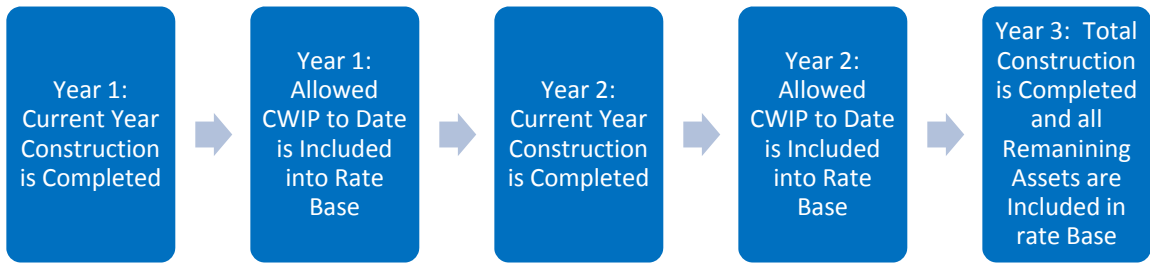 Year 1:
Current Year
Construction
is Completed
Year 1:
Allowed
CWIP to Date
is Included
into Rate
Base
Year 2:
Current Year
Construction
is Completed
Year 2:
Allowed
CWIP to Date
is Included
into Rate
Base
Year 3:  Total
Construction
is Completed
and all
Remanining
Assets are
Included in
rate Base